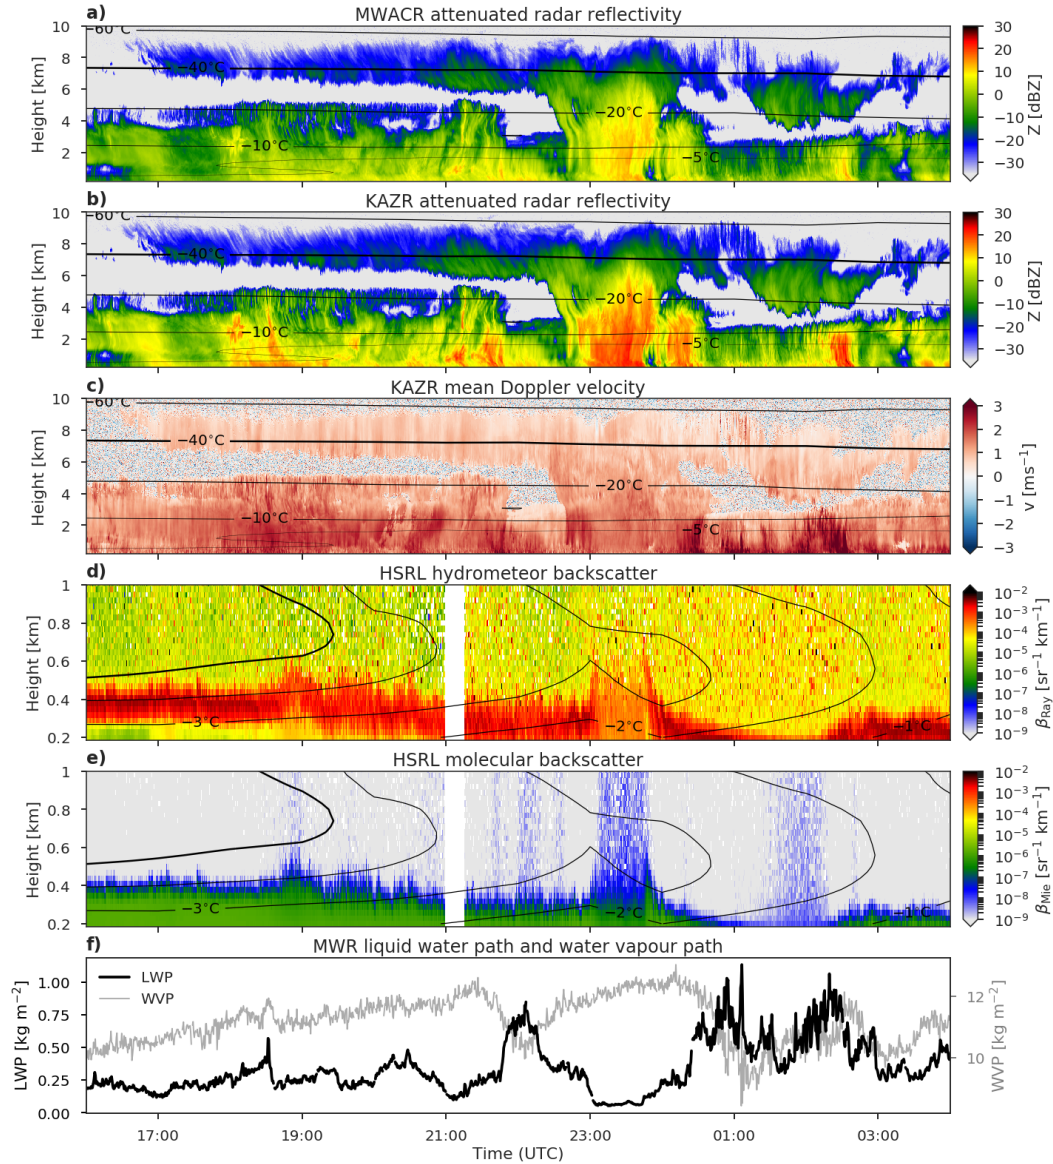 a) MWACR attenuated radar reflectivity
10
8
6
4
2
Height [km]
−60°C
−40°C
−20°C
−10°C
−5°C
30
20
10
0
−10
−20
−30
Z [dBZ]
b) KAZR attenuated radar reflectivity
10
8
6
4
2
Height [km]
−60°C
−40°C
−20°C
−10°C
−5°C
30
20
10
0
−10
−20
−30
Z [dBZ]
c) KAZR mean Doppler velocity
10
8
6
4
2
Height [km]
−60°C
−40°C
−20°C
−10°C
−5°C
3
2
1
0
−1
−2
−3
v [ms⁻¹]
d) HSRL hydrometeor backscatter
1
0.8
0.6
0.4
0.2
Height [km]
−3°C
−2°C
−1°C
10⁻²
10⁻³
10⁻⁴
10⁻⁵
10⁻⁶
10⁻⁷
10⁻⁸
10⁻⁹
βRay [sr⁻¹ km⁻¹]
e) HSRL molecular backscatter
1
0.8
0.6
0.4
0.2
Height [km]
−3°C
−2°C
−1°C
10⁻²
10⁻³
10⁻⁴
10⁻⁵
10⁻⁶
10⁻⁷
10⁻⁸
10⁻⁹
βMie [sr⁻¹ km⁻¹]
f) MWR liquid water path and water vapour path
LWP
WVP
1.00
0.75
0.50
0.25
0.00
LWP [kg m⁻²]
12
10
WVP [kg m⁻²]
17:00 19:00 21:00 23:00 01:00 03:00
Time (UTC)